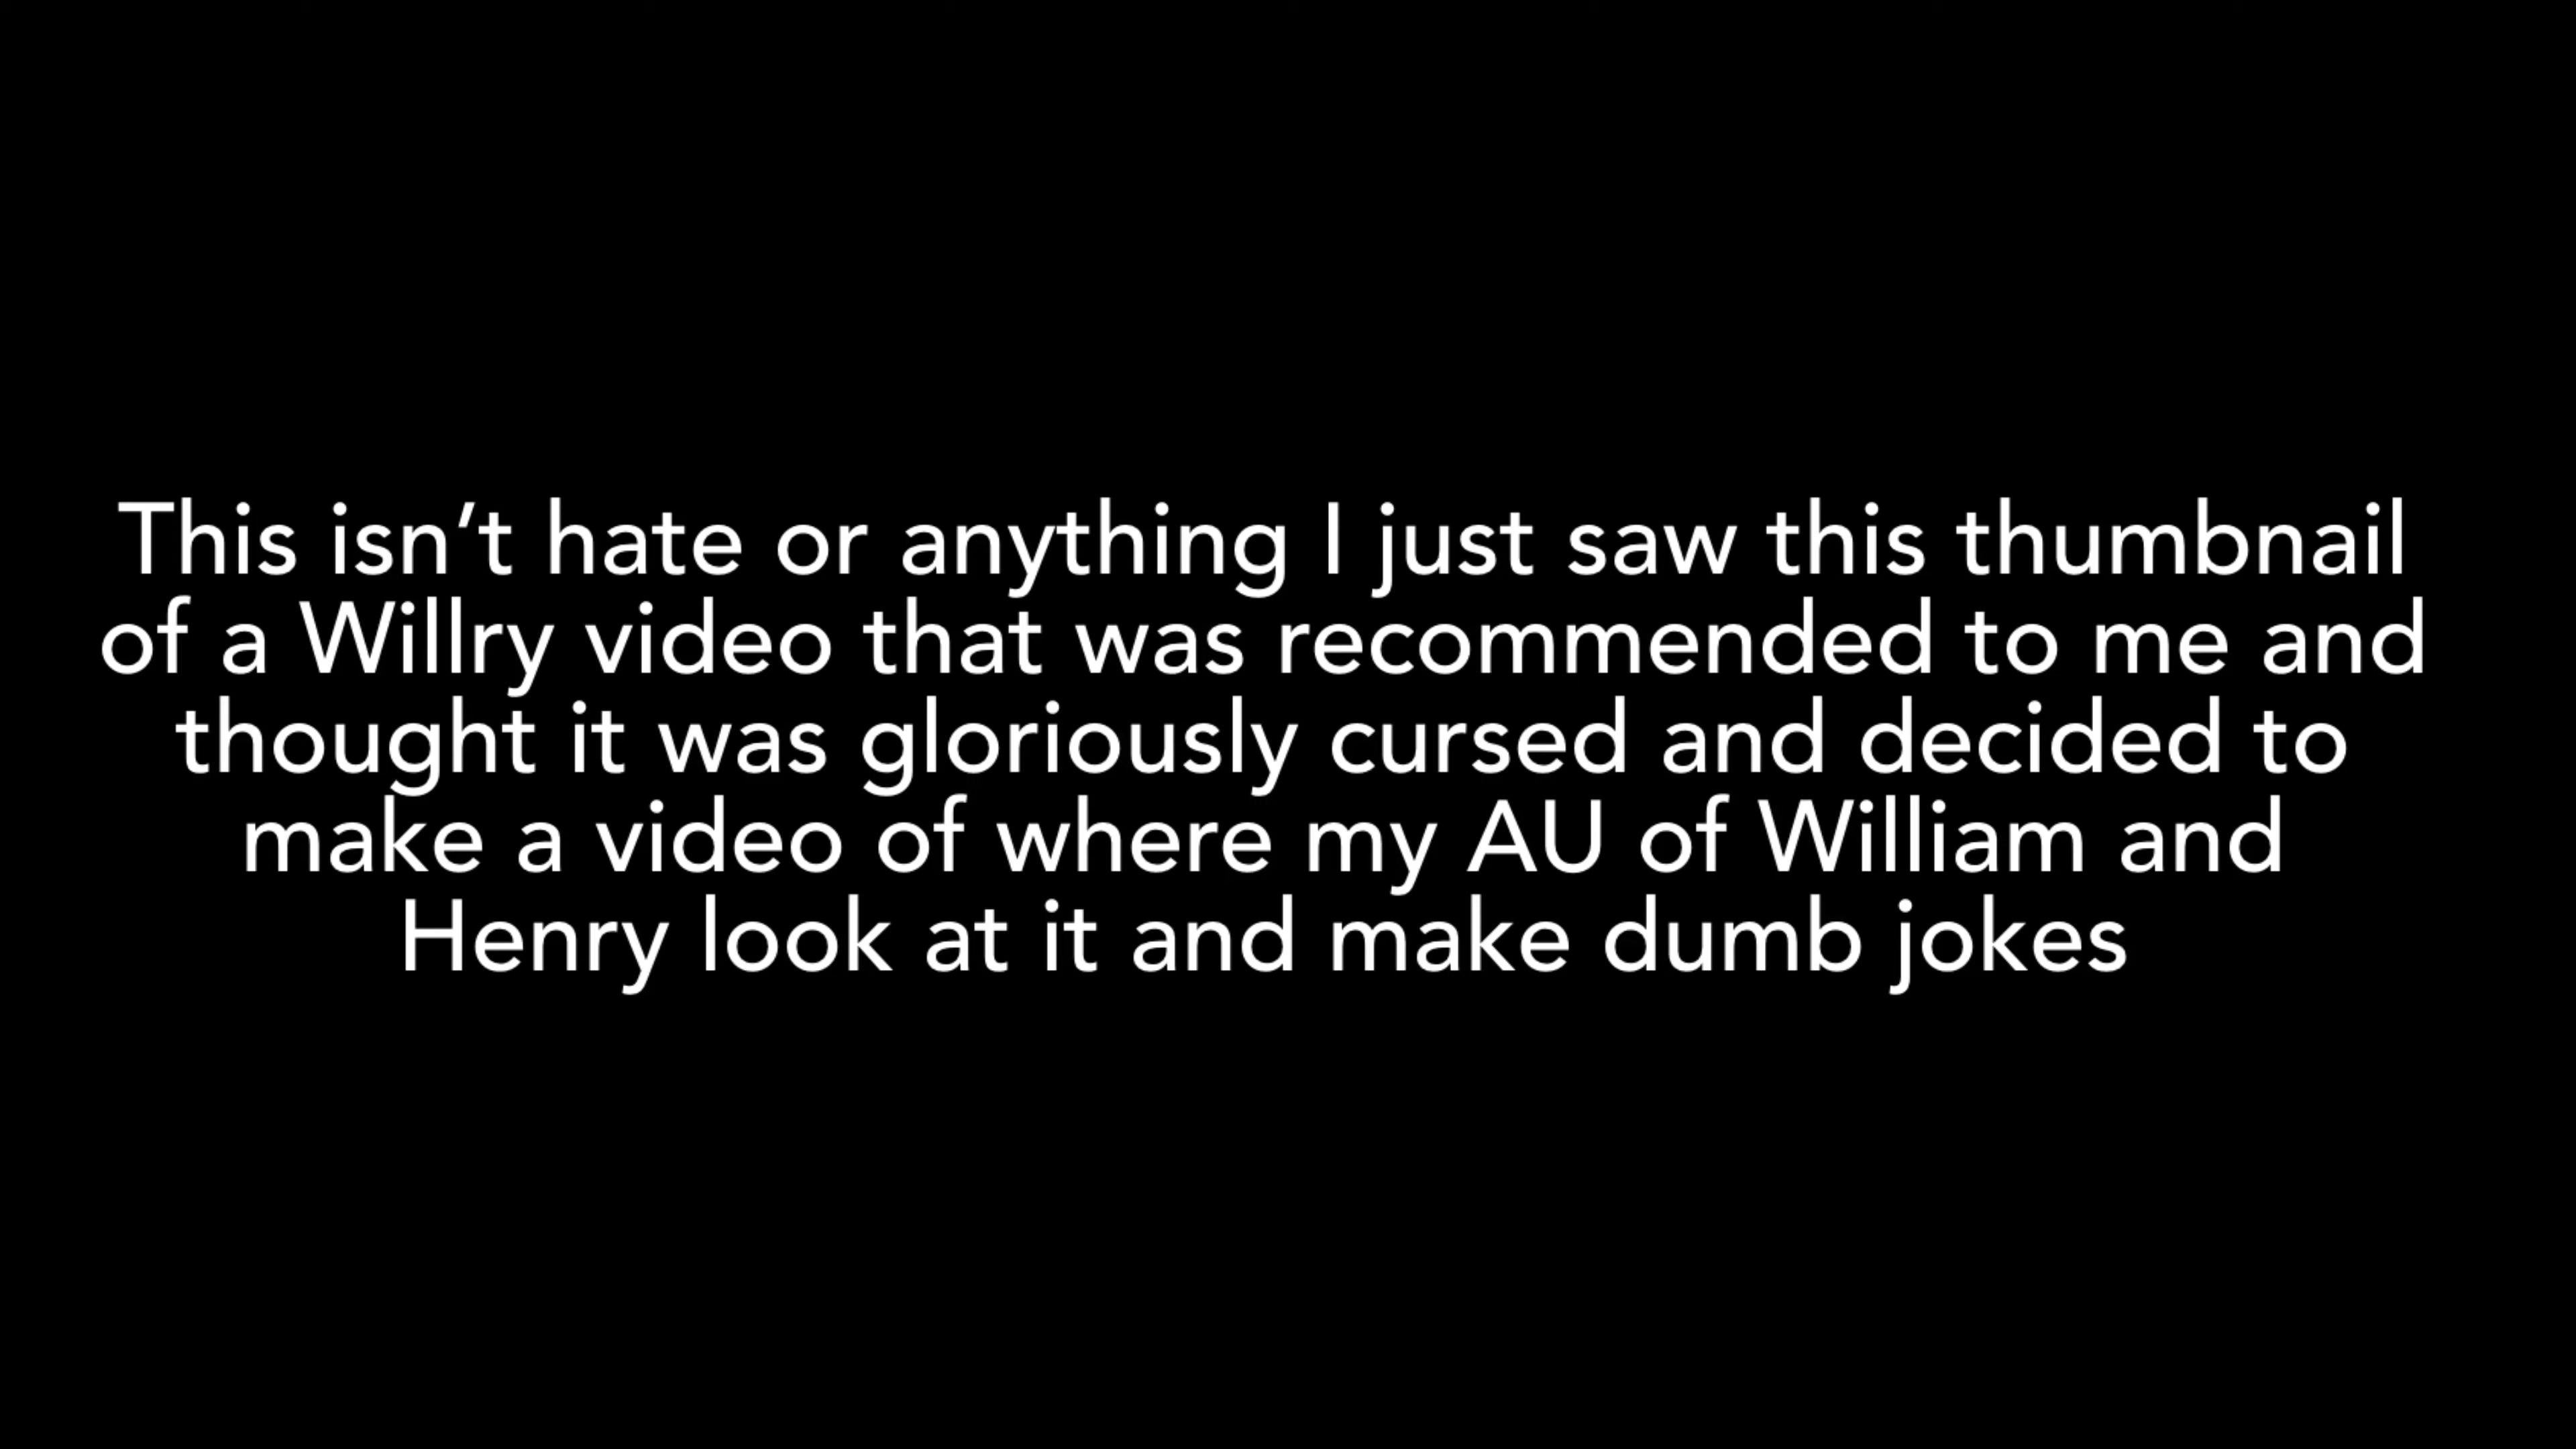 This isn’t hate or anything I just saw this thumbnail
of a Willry video that was recommended to me and
thought it was gloriously cursed and decided to
make a video of where my AU of William and
Henry look at it and make dumb jokes